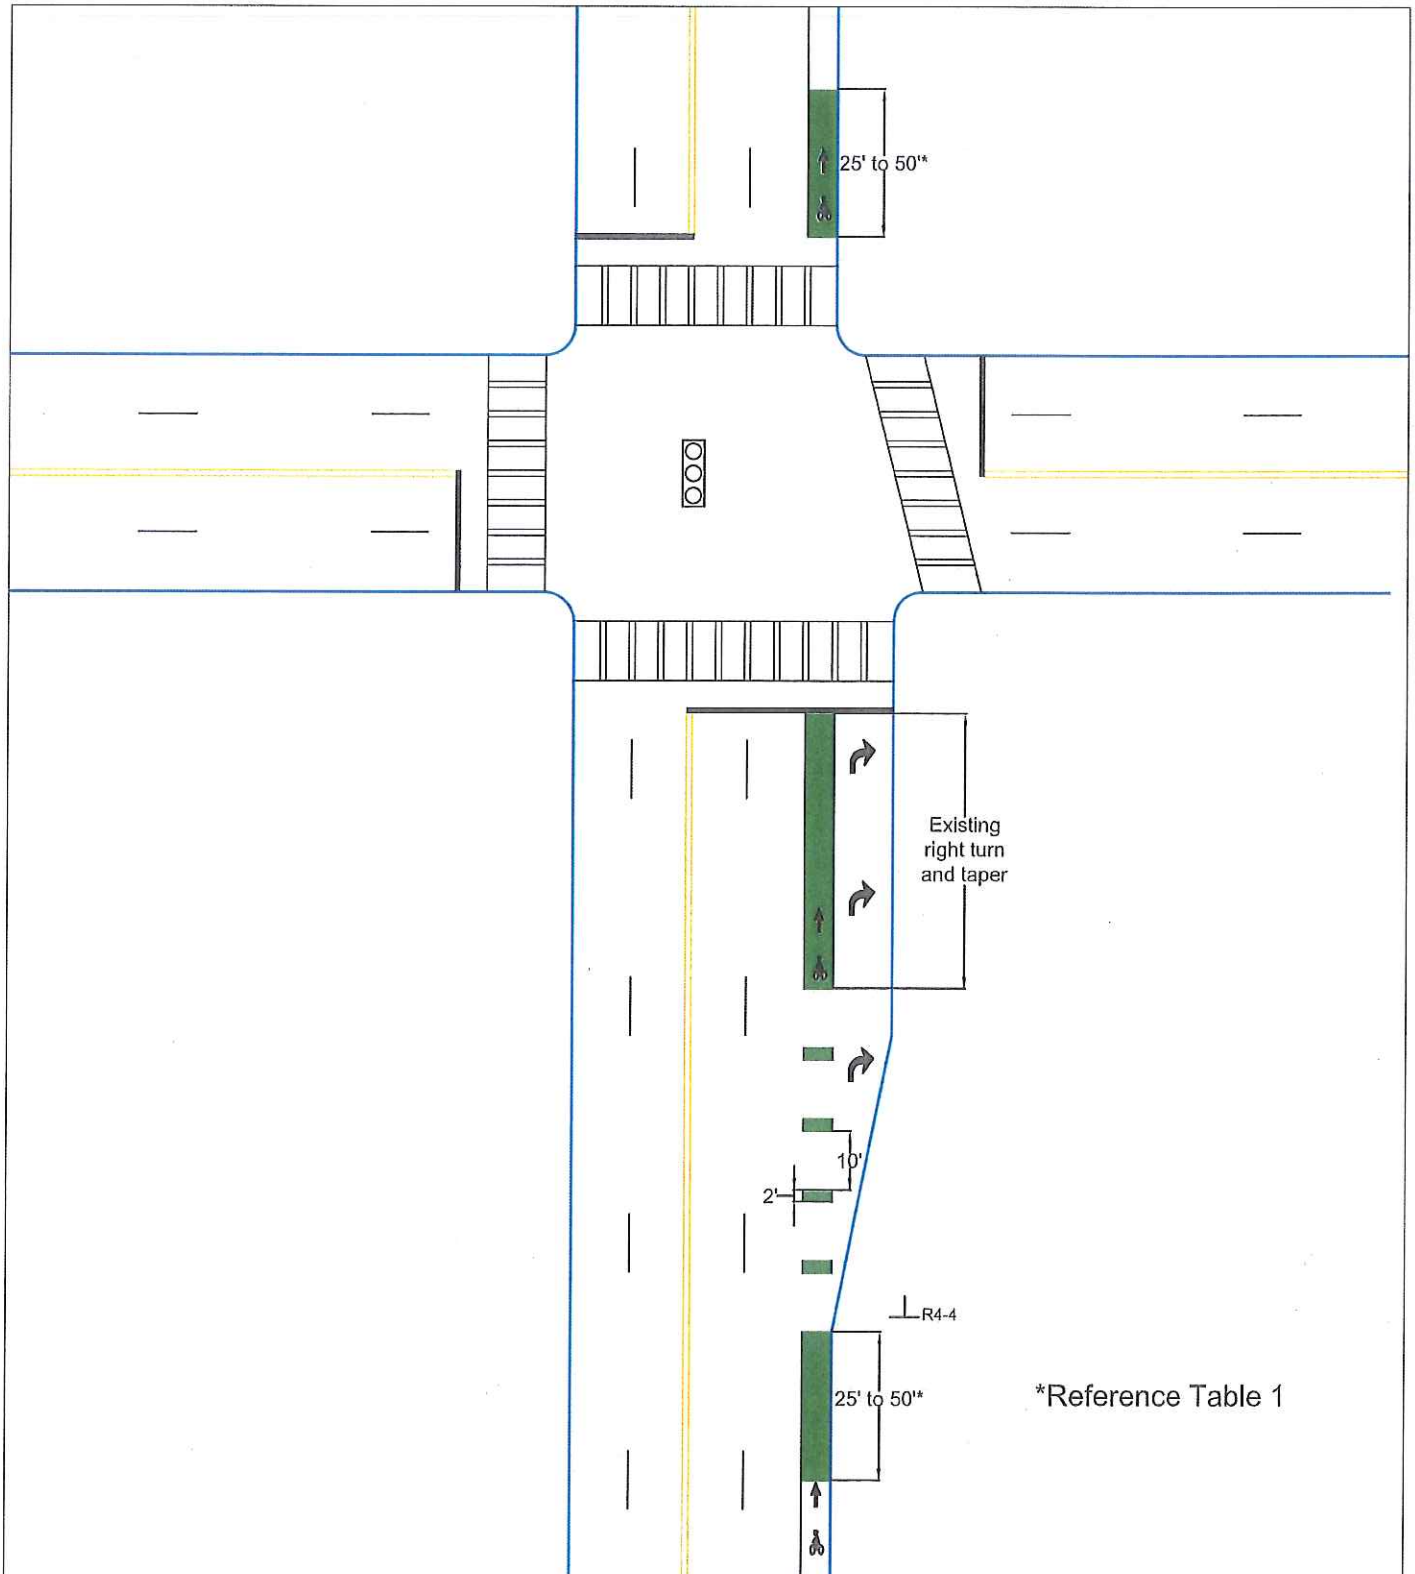 25' to 50'*
Existing
right turn
and taper
10'
2'
R4-4
25' to 50'*
*Reference Table 1